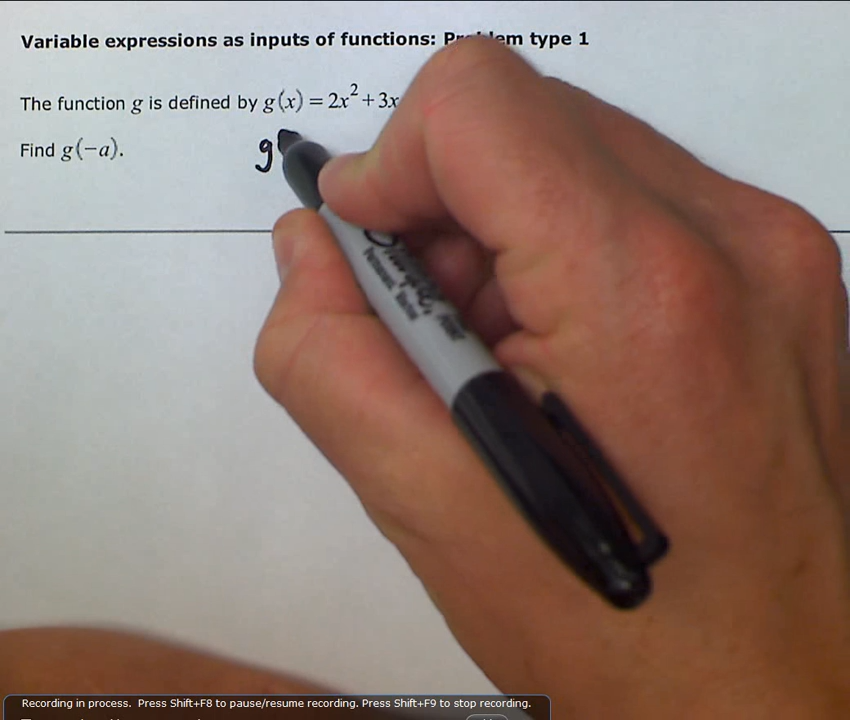 Variable expressions as inputs of functions: Problem type 1
The function g is defined by g(x) = 2x² + 3x
Find g(−a).
g
Recording in process. Press Shift+F8 to pause/resume recording. Press Shift+F9 to stop recording.